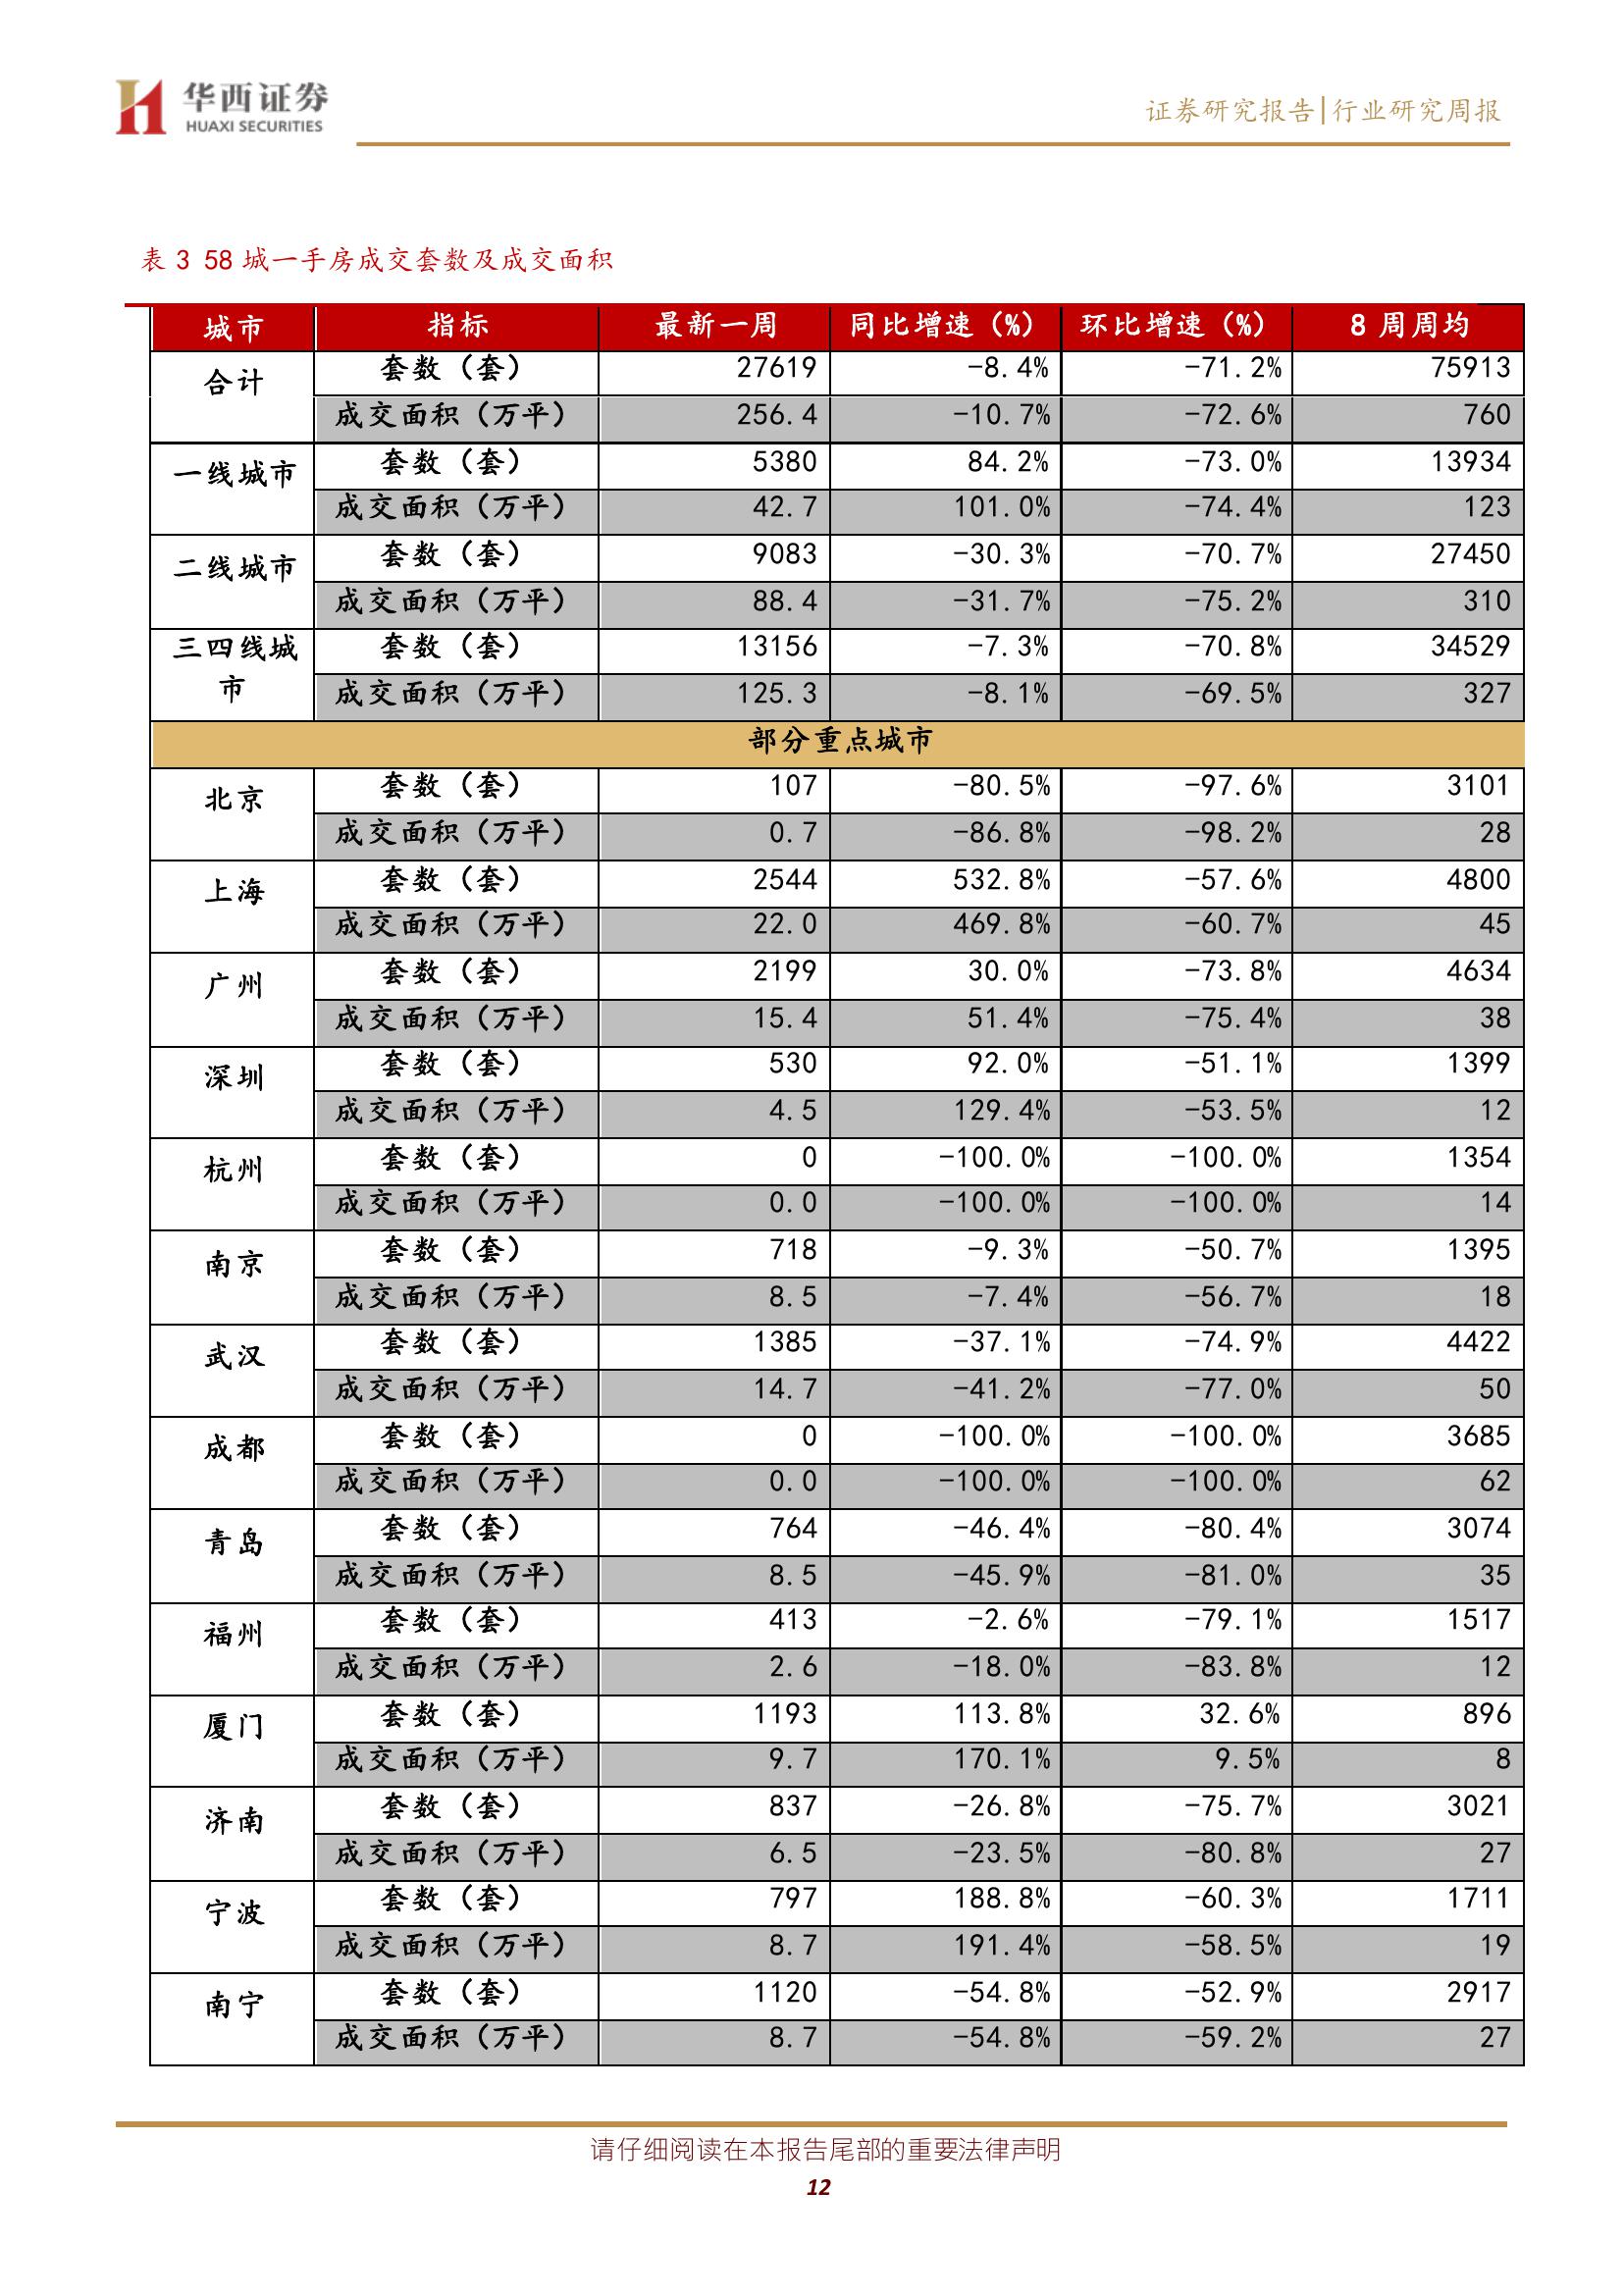 华西证券
HUAXI SECURITIES
证券研究报告|行业研究周报
表 3 58 城一手房成交套数及成交面积
城市 指标 最新一周 同比增速（%） 环比增速（%） 8 周周均
合计 套数（套） 27619 -8.4% -71.2% 75913
成交面积（万平） 256.4 -10.7% -72.6% 760
一线城市 套数（套） 5380 84.2% -73.0% 13934
成交面积（万平） 42.7 101.0% -74.4% 123
二线城市 套数（套） 9083 -30.3% -70.7% 27450
成交面积（万平） 88.4 -31.7% -75.2% 310
三四线城 套数（套） 13156 -7.3% -70.8% 34529
市 成交面积（万平） 125.3 -8.1% -69.5% 327
部分重点城市
北京 套数（套） 107 -80.5% -97.6% 3101
成交面积（万平） 0.7 -86.8% -98.2% 28
上海 套数（套） 2544 532.8% -57.6% 4800
成交面积（万平） 22.0 469.8% -60.7% 45
广州 套数（套） 2199 30.0% -73.8% 4634
成交面积（万平） 15.4 51.4% -75.4% 38
深圳 套数（套） 530 92.0% -51.1% 1399
成交面积（万平） 4.5 129.4% -53.5% 12
杭州 套数（套） 0 -100.0% -100.0% 1354
成交面积（万平） 0.0 -100.0% -100.0% 14
南京 套数（套） 718 -9.3% -50.7% 1395
成交面积（万平） 8.5 -7.4% -56.7% 18
武汉 套数（套） 1385 -37.1% -74.9% 4422
成交面积（万平） 14.7 -41.2% -77.0% 50
成都 套数（套） 0 -100.0% -100.0% 3685
成交面积（万平） 0.0 -100.0% -100.0% 62
青岛 套数（套） 764 -46.4% -80.4% 3074
成交面积（万平） 8.5 -45.9% -81.0% 35
福州 套数（套） 413 -2.6% -79.1% 1517
成交面积（万平） 2.6 -18.0% -83.8% 12
厦门 套数（套） 1193 113.8% 32.6% 896
成交面积（万平） 9.7 170.1% 9.5% 8
济南 套数（套） 837 -26.8% -75.7% 3021
成交面积（万平） 6.5 -23.5% -80.8% 27
宁波 套数（套） 797 188.8% -60.3% 1711
成交面积（万平） 8.7 191.4% -58.5% 19
南宁 套数（套） 1120 -54.8% -52.9% 2917
成交面积（万平） 8.7 -54.8% -59.2% 27
请仔细阅读在本报告尾部的重要法律声明
12